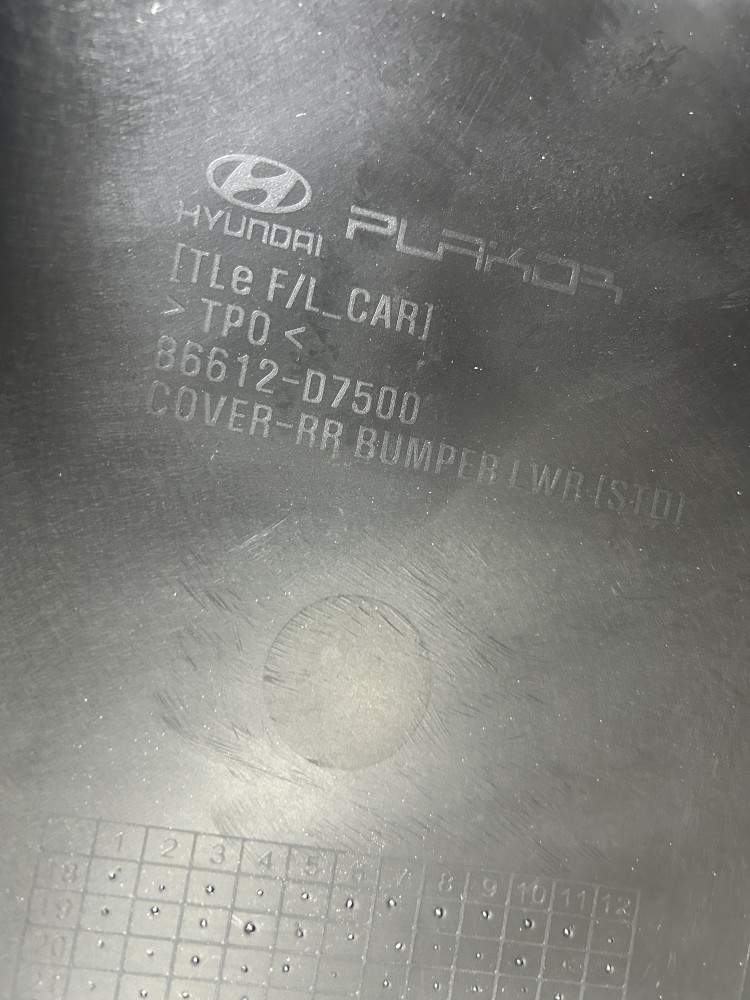 HYUNDAI PLAKOR
[TLe F/L_CAR]
> TPO <
86612-D7500
COVER-RR BUMPER LWR [STD]
1 2 3 4 5 6 7 8 9 10 11 12
18
19
20